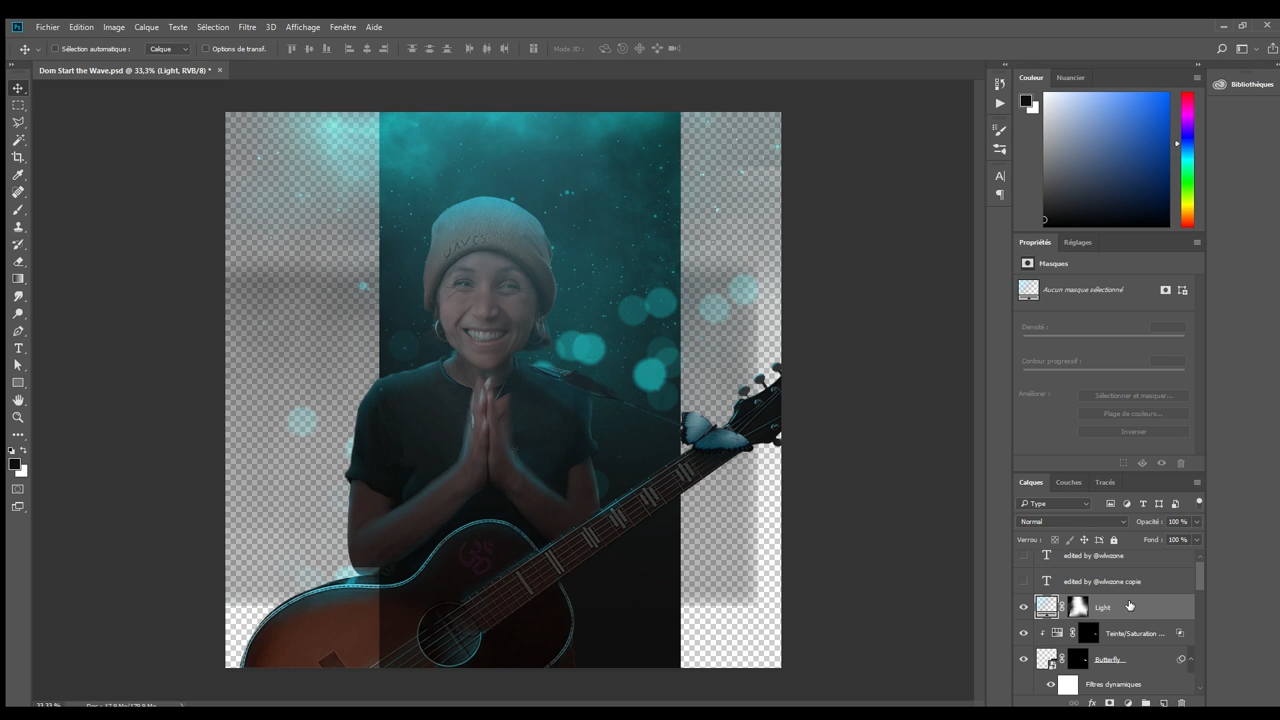 Ps Fichier Edition Image Calque Texte Sélection Filtre 3D Affichage Fenêtre Aide
Sélection automatique : Calque Options de transf. Mode 3D :
Dom Start the Wave.psd @ 33,3% (Light, RVB/8) * ×
Couleur Nuancier
Bibliothèques
WAVES
Propriétés Réglages
Masques
Aucun masque sélectionné
Densité :
Contour progressif :
Améliorer : Sélectionner et masquer...
Plage de couleurs...
Inverser
Calques Couches Tracés
Type
Normal Opacité : 100 %
Verrou : Fond : 100 %
T edited by @wlwzone
T edited by @wlwzone copie
Light
Teinte/Saturation ...
Butterfly
Filtres dynamiques
fx